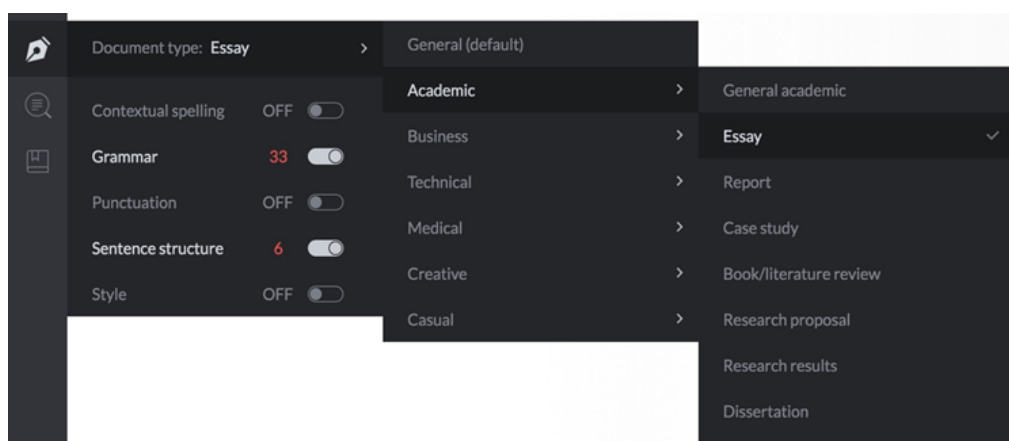 Document type: Essay
Contextual spelling OFF
Grammar 33
Punctuation OFF
Sentence structure 6
Style OFF
General (default)
Academic
Business
Technical
Medical
Creative
Casual
General academic
Essay
Report
Case study
Book/literature review
Research proposal
Research results
Dissertation